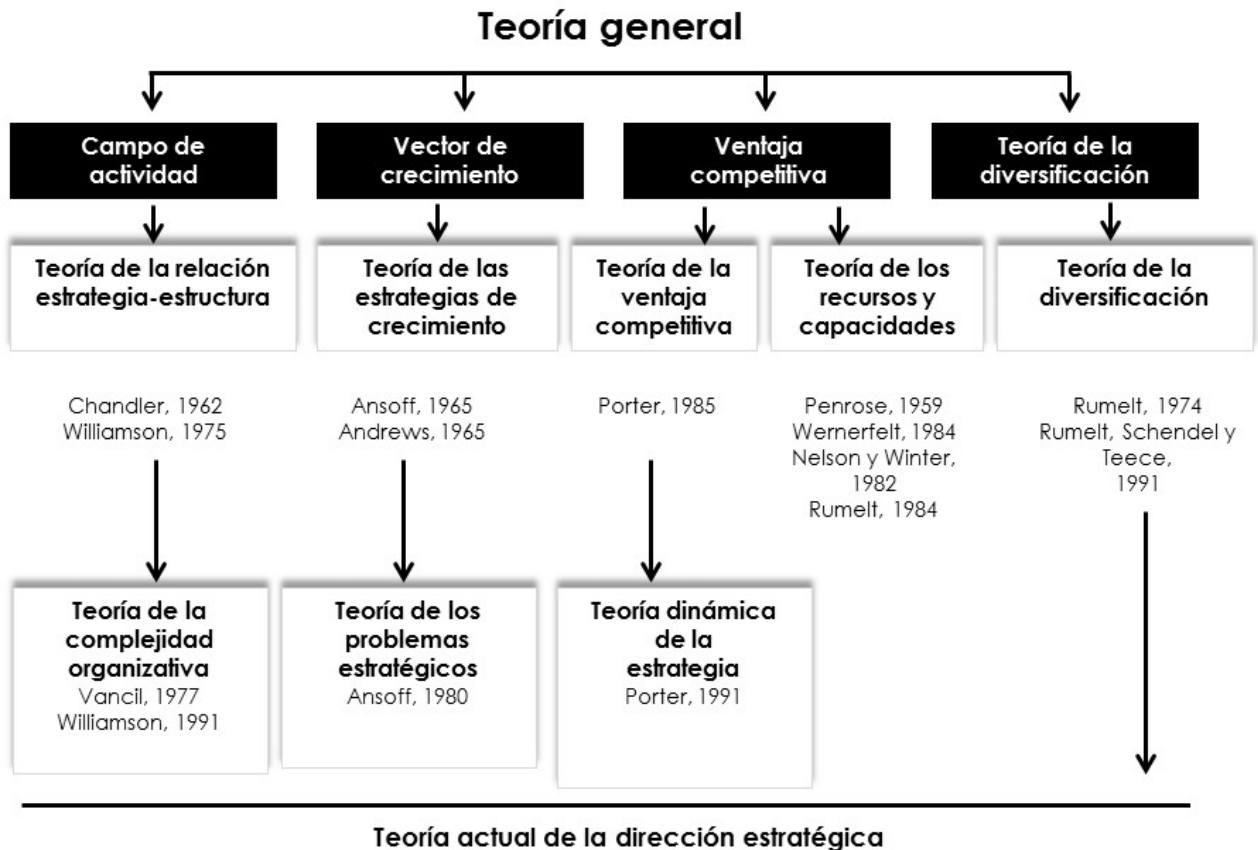 Teoría general
Campo de
actividad
Vector de
crecimiento
Ventaja
competitiva
Teoría de la
diversificación
Teoría de la relación
estrategia-estructura
Teoría de las
estrategias de
crecimiento
Teoría de la
ventaja
competitiva
Teoría de los
recursos y
capacidades
Teoría de la
diversificación
Chandler, 1962
Williamson, 1975
Ansoff, 1965
Andrews, 1965
Porter, 1985
Penrose, 1959
Wernerfelt, 1984
Nelson y Winter,
1982
Rumelt, 1984
Rumelt, 1974
Rumelt, Schendel y
Teece,
1991
Teoría de la
complejidad
organizativa
Vancil, 1977
Williamson, 1991
Teoría de los
problemas
estratégicos
Ansoff, 1980
Teoría dinámica
de la
estrategia
Porter, 1991
Teoría actual de la dirección estratégica